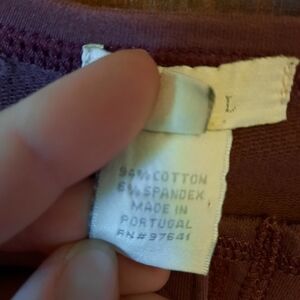 L
94% COTTON
6% SPANDEX
MADE IN
PORTUGAL
RN#97641